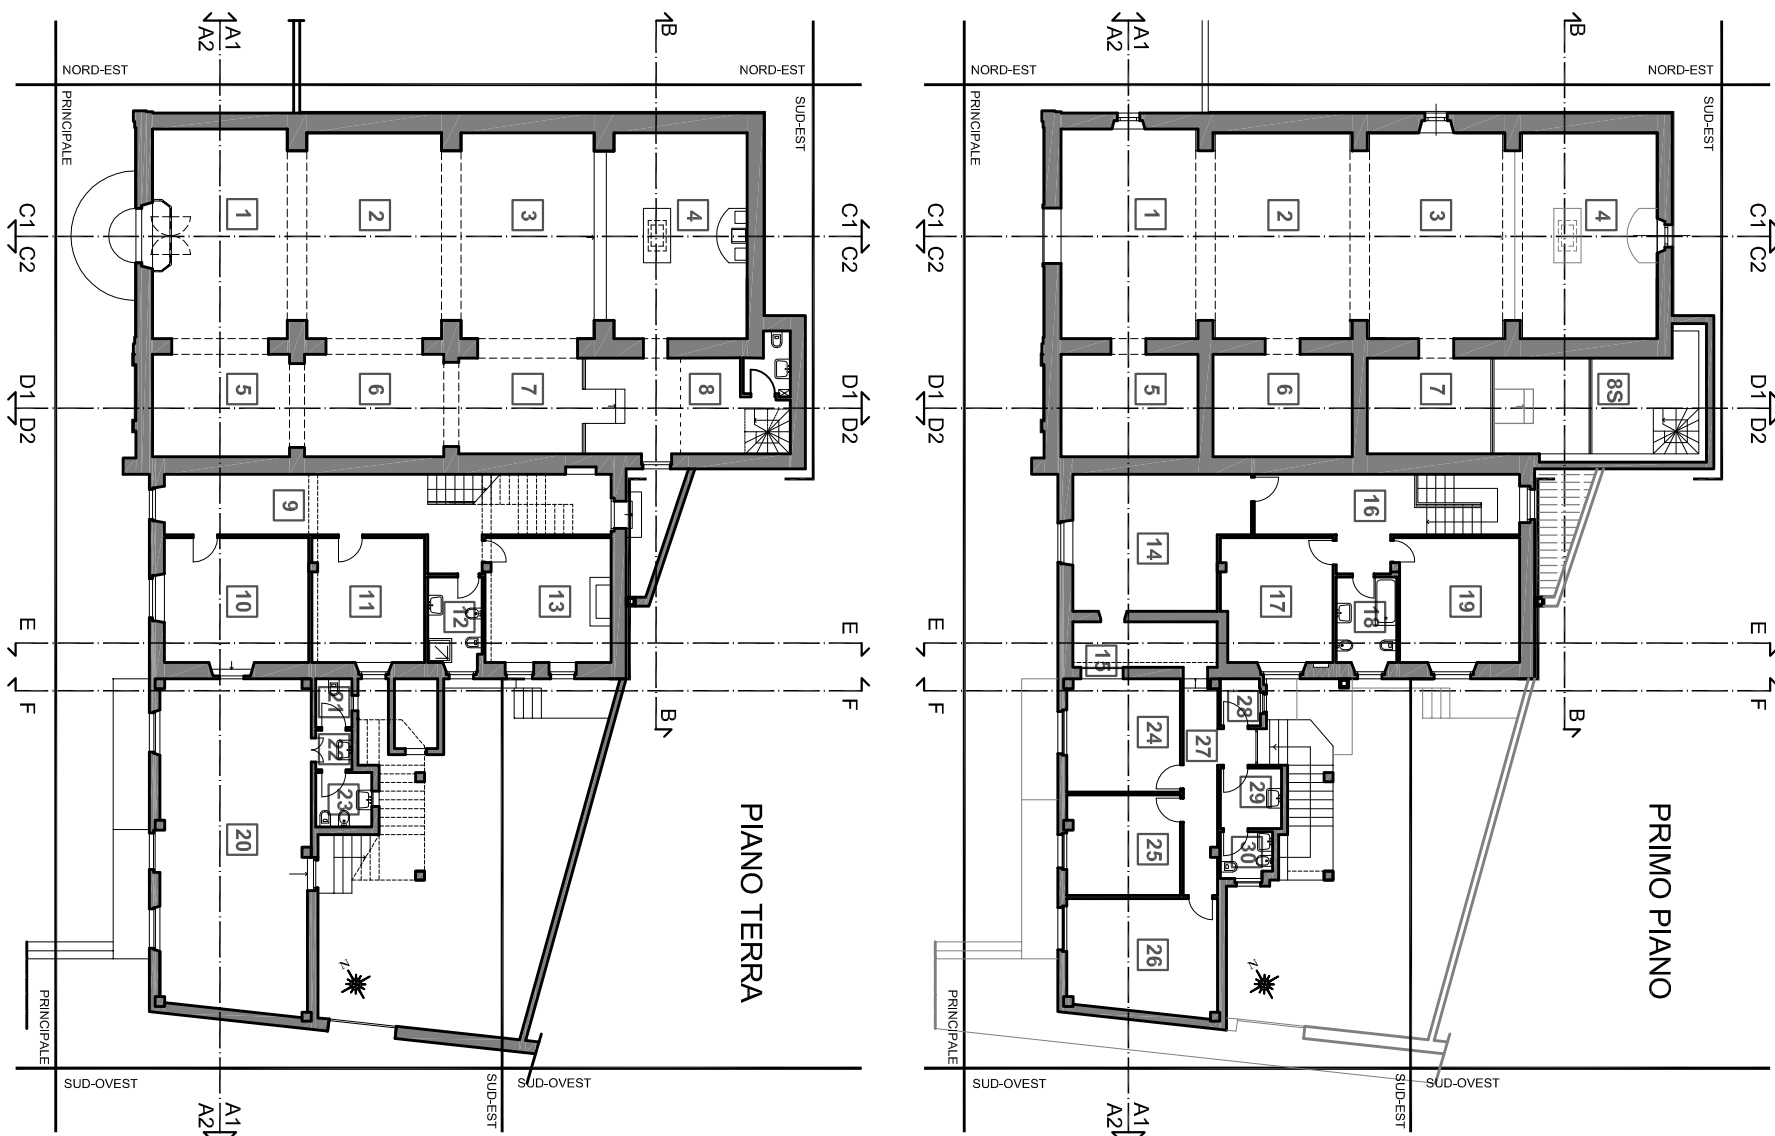 A1
A2
B
NORD-EST
NORD-EST
PRINCIPALE
SUD-EST
C1
C2
1
2
3
4
C1
C2
D1
D2
5
6
7
8
D1
D2
9
10
11
12
13
E
F
E
F
B
21
22
23
20
PIANO TERRA
N
PRINCIPALE
SUD-OVEST
SUD-EST
SUD-OVEST
A1
A2
A1
A2
B
NORD-EST
NORD-EST
PRINCIPALE
SUD-EST
C1
C2
1
2
3
4
C1
C2
D1
D2
5
6
7
8S
D1
D2
14
16
17
18
19
15
E
F
E
F
B
24
27
28
29
25
30
26
PRIMO PIANO
N
PRINCIPALE
SUD-OVEST
SUD-EST
SUD-OVEST
A1
A2